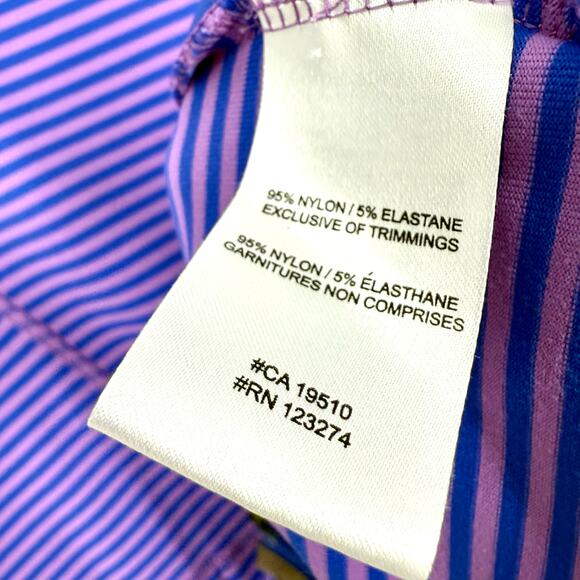 95% NYLON / 5% ELASTANE
EXCLUSIVE OF TRIMMINGS
95% NYLON / 5% ÉLASTHANE
GARNITURES NON COMPRISES
#CA 19510
#RN 123274